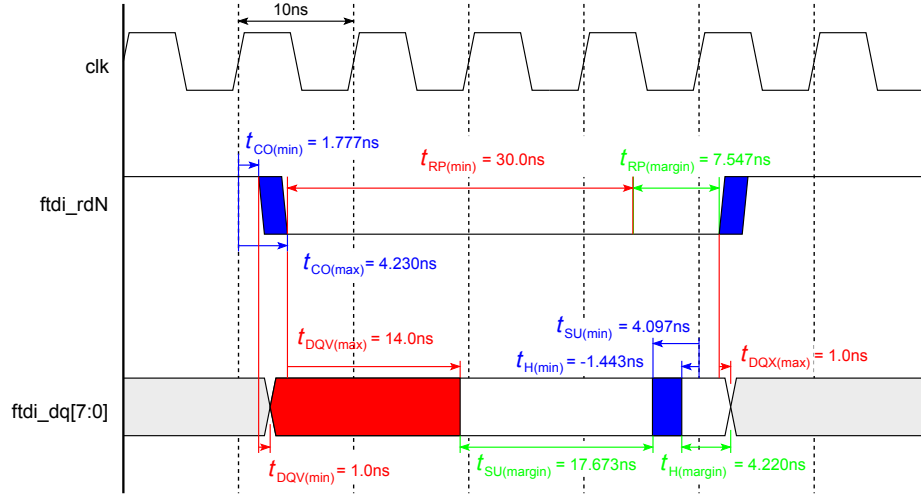 10ns
clk
tCO(min) = 1.777ns
tRP(min) = 30.0ns
tRP(margin) = 7.547ns
ftdi_rdN
tCO(max) = 4.230ns
tSU(min) = 4.097ns
tDQV(max) = 14.0ns
tH(min) = -1.443ns
tDQX(max) = 1.0ns
ftdi_dq[7:0]
tDQV(min) = 1.0ns
tSU(margin) = 17.673ns
tH(margin) = 4.220ns